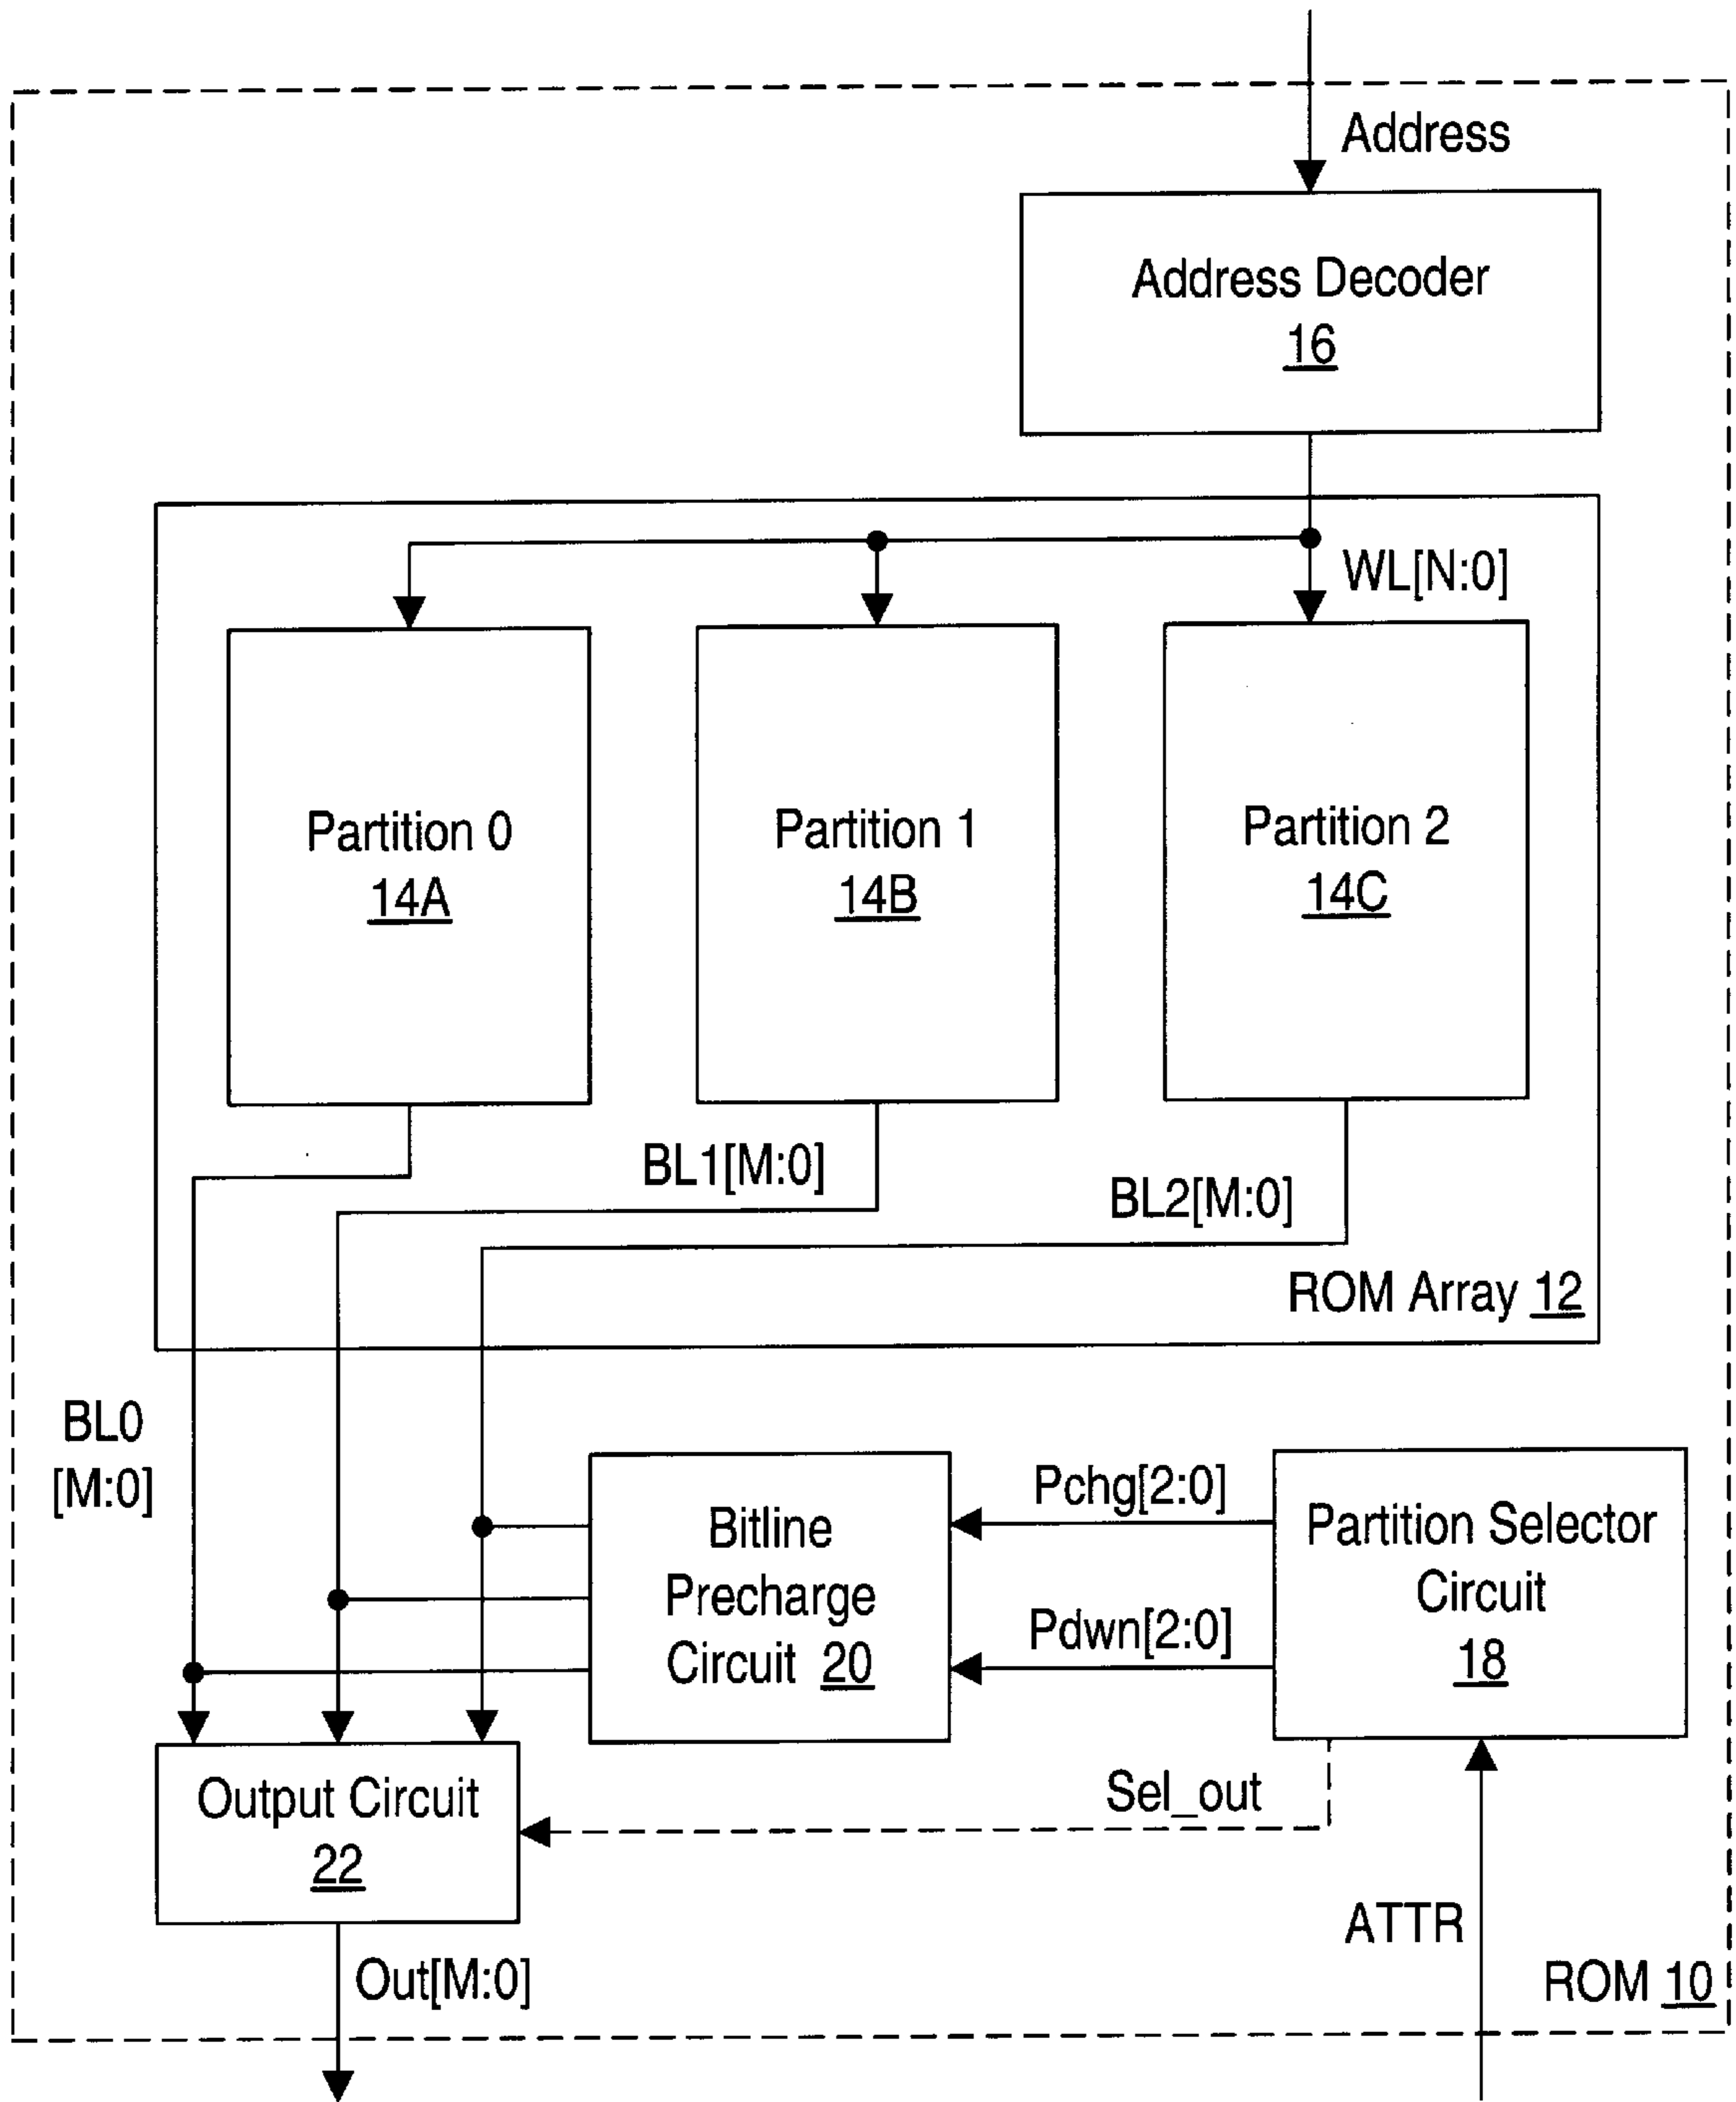 Address
Address Decoder
16
WL[N:0]
Partition 0
14A
Partition 1
14B
Partition 2
14C
BL1[M:0]
BL2[M:0]
ROM Array 12
BL0
[M:0]
Bitline
Precharge
Circuit 20
Pchg[2:0]
Pdwn[2:0]
Partition Selector
Circuit
18
Output Circuit
22
Sel_out
ATTR
Out[M:0]
ROM 10